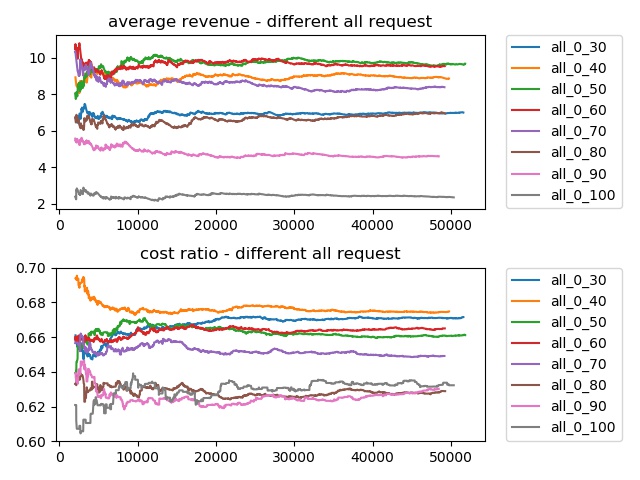 average revenue - different all request
10
8
6
4
2
0 10000 20000 30000 40000 50000
all_0_30
all_0_40
all_0_50
all_0_60
all_0_70
all_0_80
all_0_90
all_0_100
cost ratio - different all request
0.70
0.68
0.66
0.64
0.62
0.60
0 10000 20000 30000 40000 50000
all_0_30
all_0_40
all_0_50
all_0_60
all_0_70
all_0_80
all_0_90
all_0_100